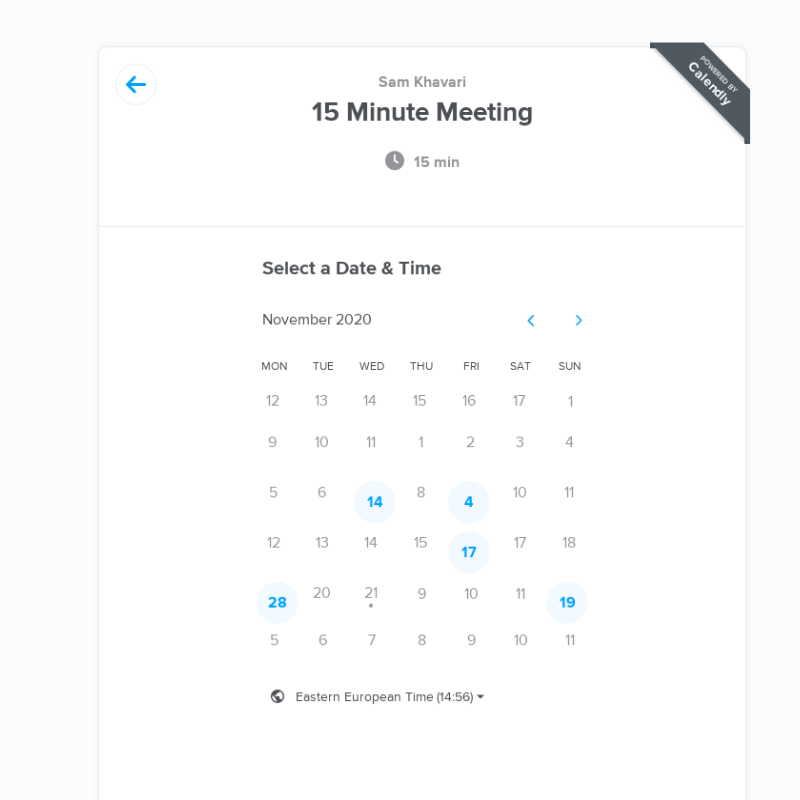 POWERED BY
Calendly
Sam Khavari
15 Minute Meeting
15 min
Select a Date & Time
November 2020
MON TUE WED THU FRI SAT SUN
12 13 14 15 16 17 1
9 10 11 1 2 3 4
5 6 14 8 4 10 11
12 13 14 15 17 17 18
28 20 21 9 10 11 19
5 6 7 8 9 10 11
Eastern European Time (14:56)